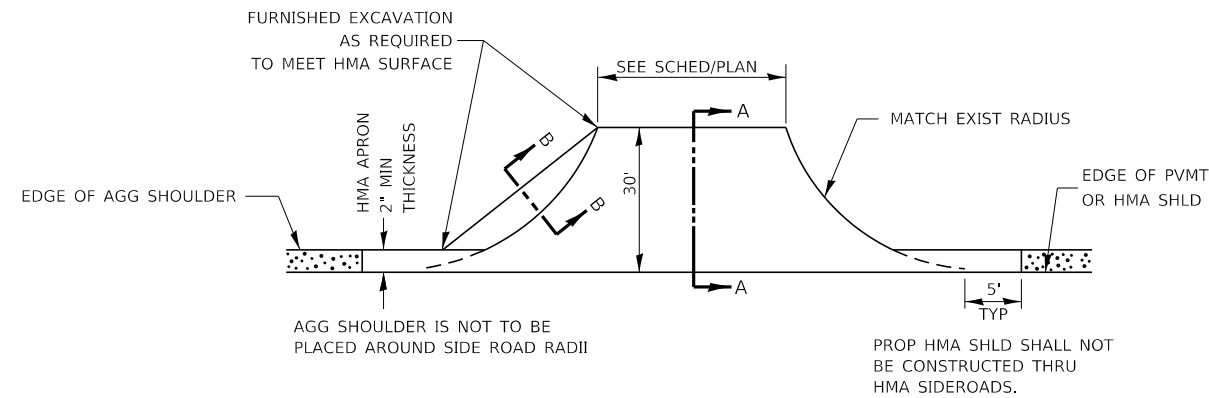 FURNISHED EXCAVATION
AS REQUIRED
TO MEET HMA SURFACE
SEE SCHED/PLAN
A
MATCH EXIST RADIUS
HMA APRON
2" MIN
THICKNESS
B
B
30'
EDGE OF AGG SHOULDER
EDGE OF PVMT
OR HMA SHLD
A
5'
TYP
AGG SHOULDER IS NOT TO BE
PLACED AROUND SIDE ROAD RADII
PROP HMA SHLD SHALL NOT
BE CONSTRUCTED THRU
HMA SIDEROADS.